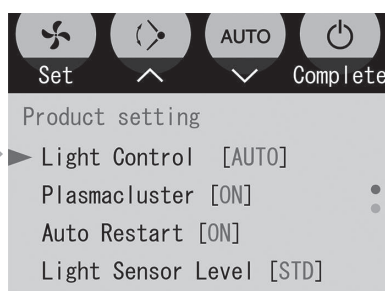 AUTO
Set Complete
Product setting
Light Control [AUTO]
Plasmacluster [ON]
Auto Restart [ON]
Light Sensor Level [STD]